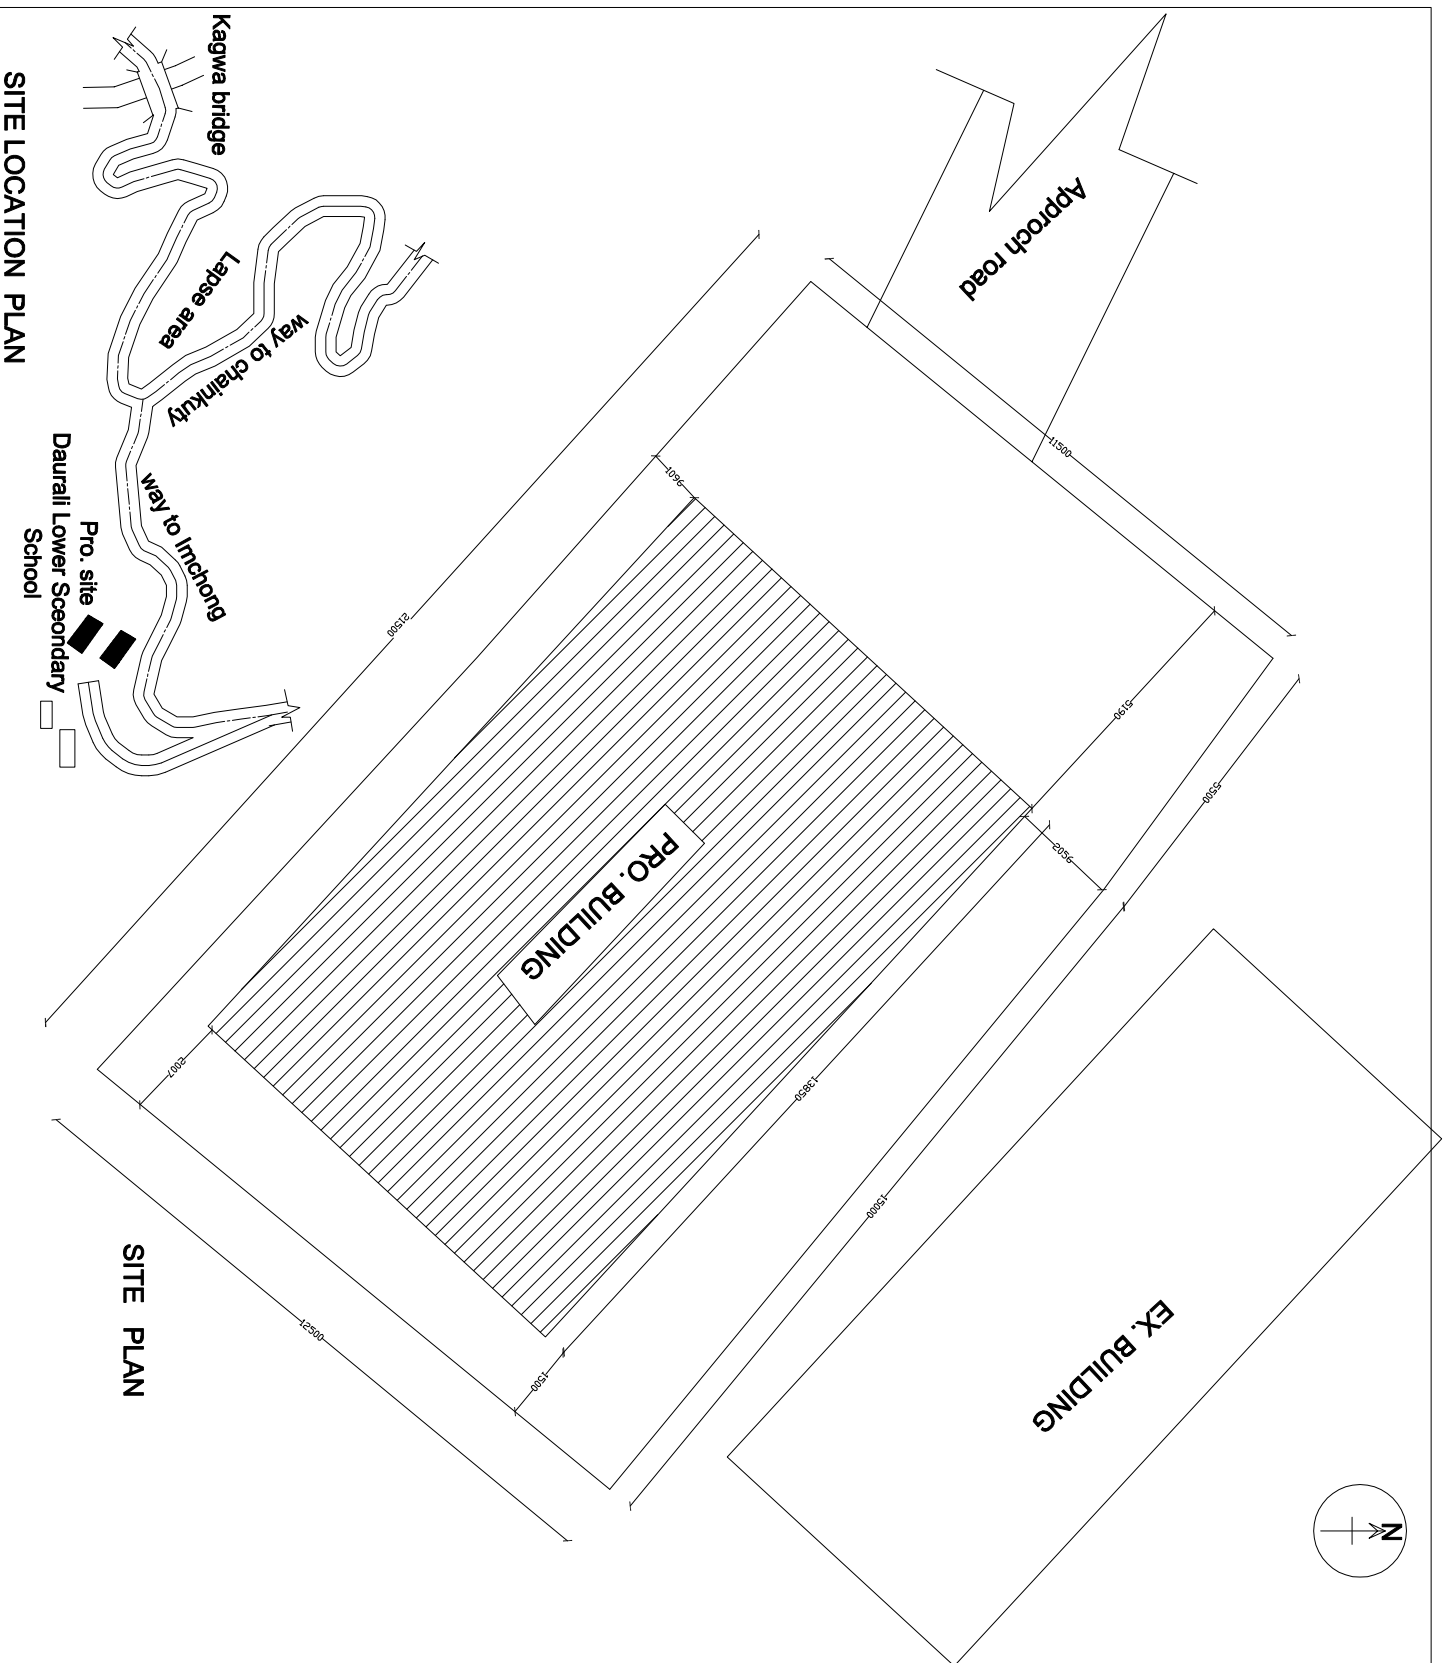 Approch road
11500
5190
5500
2056
1096
21500
PRO. BUILDING
13850
15000
EX. BUILDING
2007
1500
12500
N
SITE PLAN
Kagwa bridge
Lapse area
way to chainkuty
way to Imchong
Pro. site
Daurali Lower Sceondary
School
SITE LOCATION PLAN